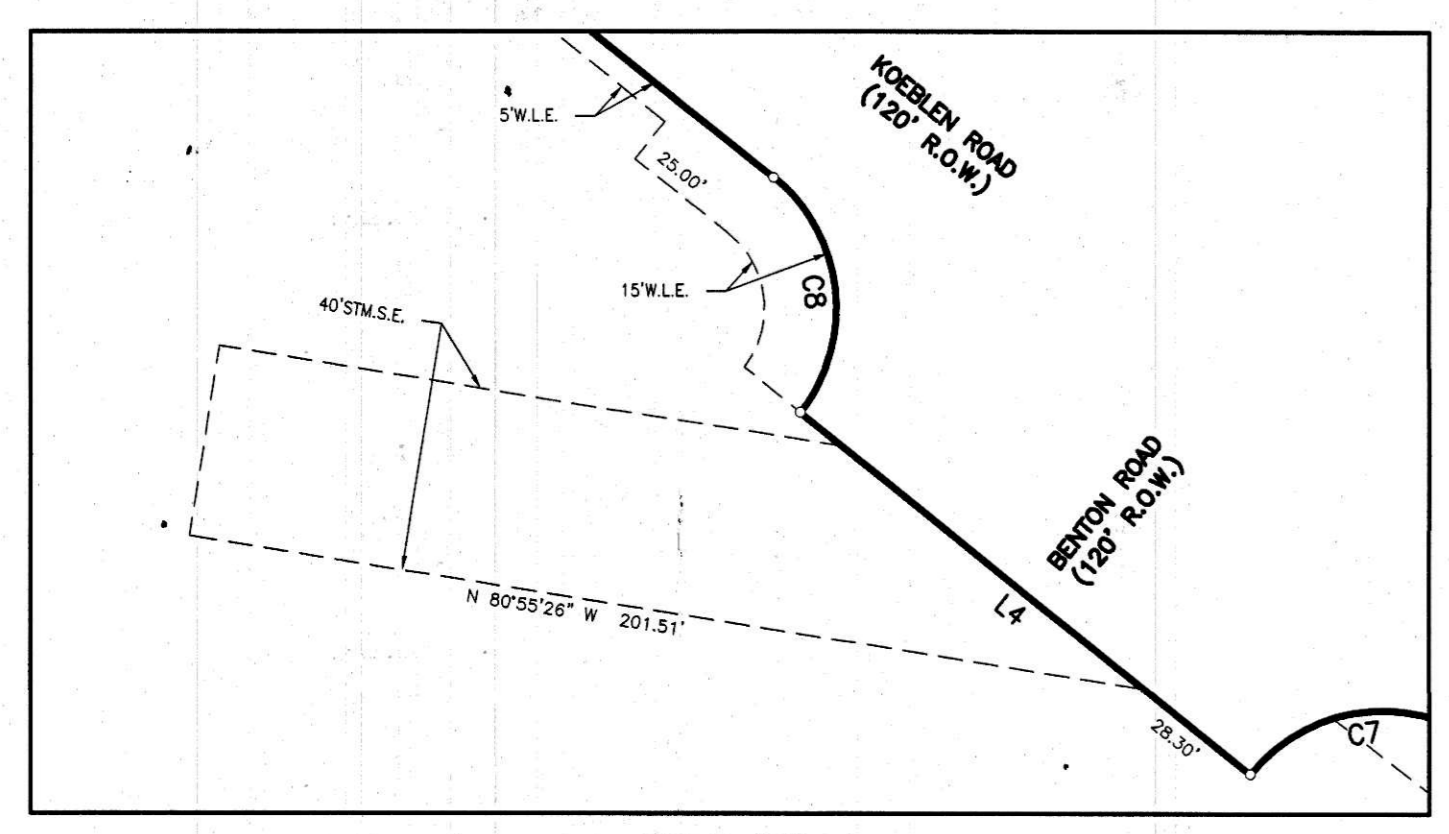 KOEBLEN ROAD
(120' R.O.W.)
5'W.L.E.
25.00'
15'W.L.E.
C8
40'STM.S.E.
BENTON ROAD
(120' R.O.W.)
N 80°55'26" W 201.51'
L4
28.30'
C7